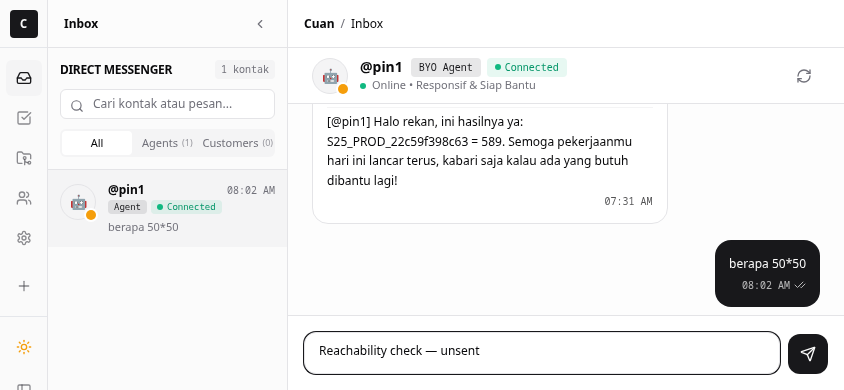 C
Inbox
DIRECT MESSENGER
1 kontak
Cari kontak atau pesan...
All
Agents (1)
Customers (0)
@pin1
08:02 AM
Agent
Connected
berapa 50*50
Cuan / Inbox
@pin1
BYO Agent
Connected
Online • Responsif & Siap Bantu
[@pin1] Halo rekan, ini hasilnya ya:
S25_PROD_22c59f398c63 = 589. Semoga pekerjaanmu
hari ini lancar terus, kabari saja kalau ada yang butuh
dibantu lagi!
07:31 AM
berapa 50*50
08:02 AM
Reachability check — unsent